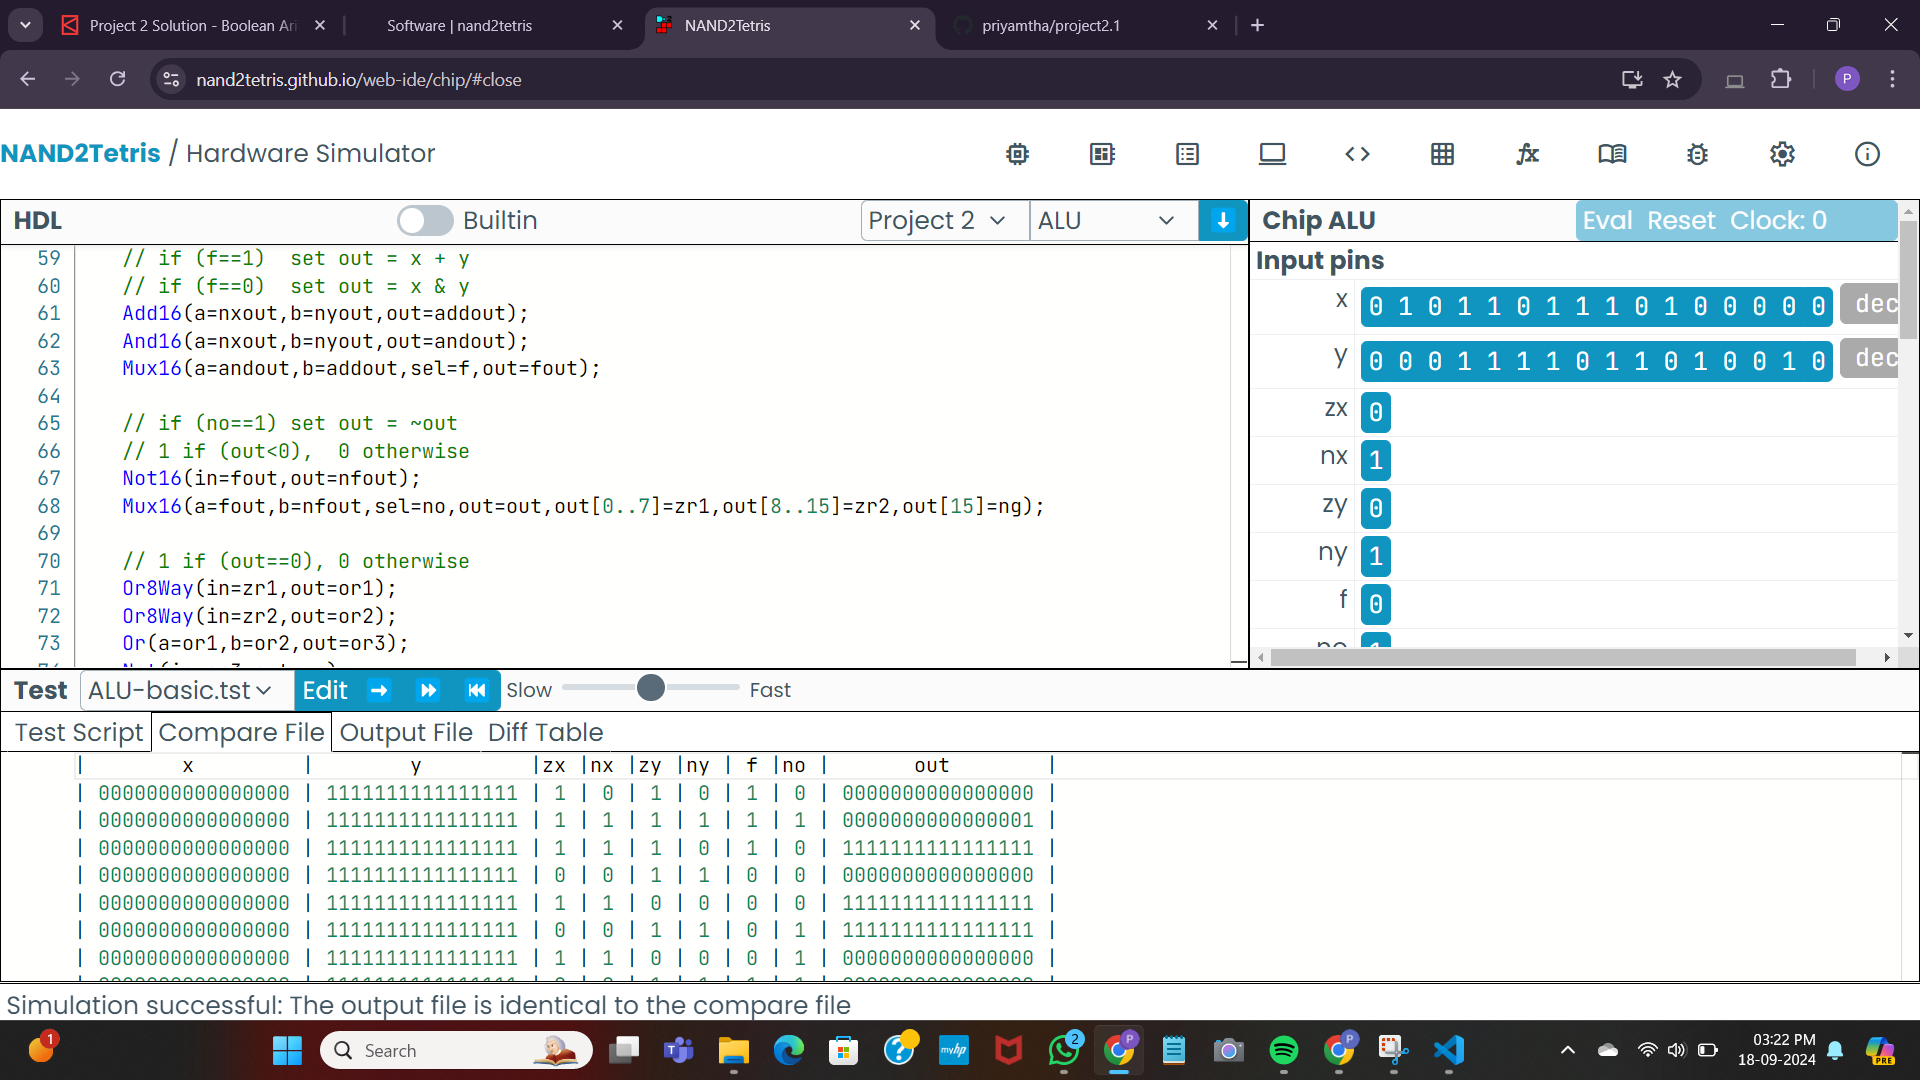 Project 2 Solution - Boolean Ari
Software | nand2tetris
NAND2Tetris
priyamtha/project2.1
nand2tetris.github.io/web-ide/chip/#close
P
NAND2Tetris / Hardware Simulator
HDL
Builtin
Project 2
ALU
Chip ALU
Eval Reset Clock: 0
59 // if (f==1)  set out = x + y
60 // if (f==0)  set out = x & y
61 Add16(a=nxout,b=nyout,out=addout);
62 And16(a=nxout,b=nyout,out=andout);
63 Mux16(a=andout,b=addout,sel=f,out=fout);
64
65 // if (no==1) set out = ~out
66 // 1 if (out<0),  0 otherwise
67 Not16(in=fout,out=nfout);
68 Mux16(a=fout,b=nfout,sel=no,out=out,out[0..7]=zr1,out[8..15]=zr2,out[15]=ng);
69
70 // 1 if (out==0), 0 otherwise
71 Or8Way(in=zr1,out=or1);
72 Or8Way(in=zr2,out=or2);
73 Or(a=or1,b=or2,out=or3);
Input pins
x 0 1 0 1 1 0 1 1 1 0 1 0 0 0 0 0 dec
y 0 0 0 1 1 1 1 0 1 1 0 1 0 0 1 0 dec
zx 0
nx 1
zy 0
ny 1
f 0
no 1
Test ALU-basic.tst Edit Slow Fast
Test Script Compare File Output File Diff Table
| x | y |zx |nx |zy |ny | f |no | out |
| 0000000000000000 | 1111111111111111 | 1 | 0 | 1 | 0 | 1 | 0 | 0000000000000000 |
| 0000000000000000 | 1111111111111111 | 1 | 1 | 1 | 1 | 1 | 1 | 0000000000000001 |
| 0000000000000000 | 1111111111111111 | 1 | 1 | 1 | 0 | 1 | 0 | 1111111111111111 |
| 0000000000000000 | 1111111111111111 | 0 | 0 | 1 | 1 | 0 | 0 | 0000000000000000 |
| 0000000000000000 | 1111111111111111 | 1 | 1 | 0 | 0 | 0 | 0 | 1111111111111111 |
| 0000000000000000 | 1111111111111111 | 0 | 0 | 1 | 1 | 0 | 1 | 1111111111111111 |
| 0000000000000000 | 1111111111111111 | 1 | 1 | 0 | 0 | 0 | 1 | 0000000000000000 |
Simulation successful: The output file is identical to the compare file
1
Search
myhp
2
P
P
03:22 PM
18-09-2024
PRE